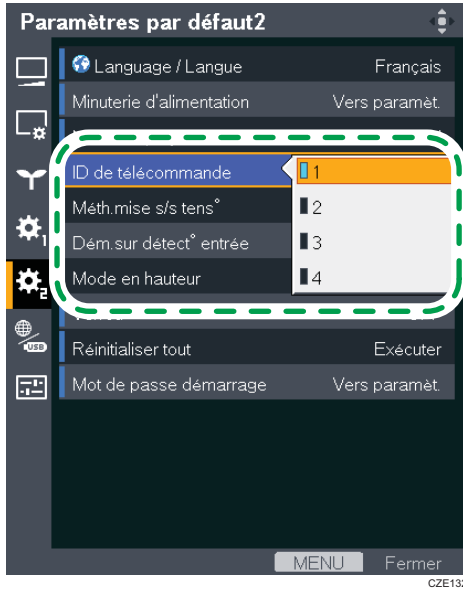 Paramètres par défaut2
Language / Langue Français
Minuterie d'alimentation Vers paramèt.
ID de télécommande 1
Méth.mise s/s tens° 2
Dém.sur détect° entrée 3
Mode en hauteur 4
Réinitialiser tout Exécuter
Mot de passe démarrage Vers paramèt.
MENU Fermer
CZE132